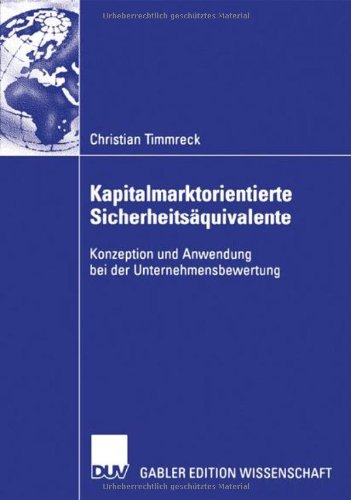 Urheberrechtlich geschütztes Material
Christian Timmreck
Kapitalmarktorientierte
Sicherheitsäquivalente
Konzeption und Anwendung
bei der Unternehmensbewertung
DUV
GABLER EDITION WISSENSCHAFT
Urheberrechtlich geschütztes Material